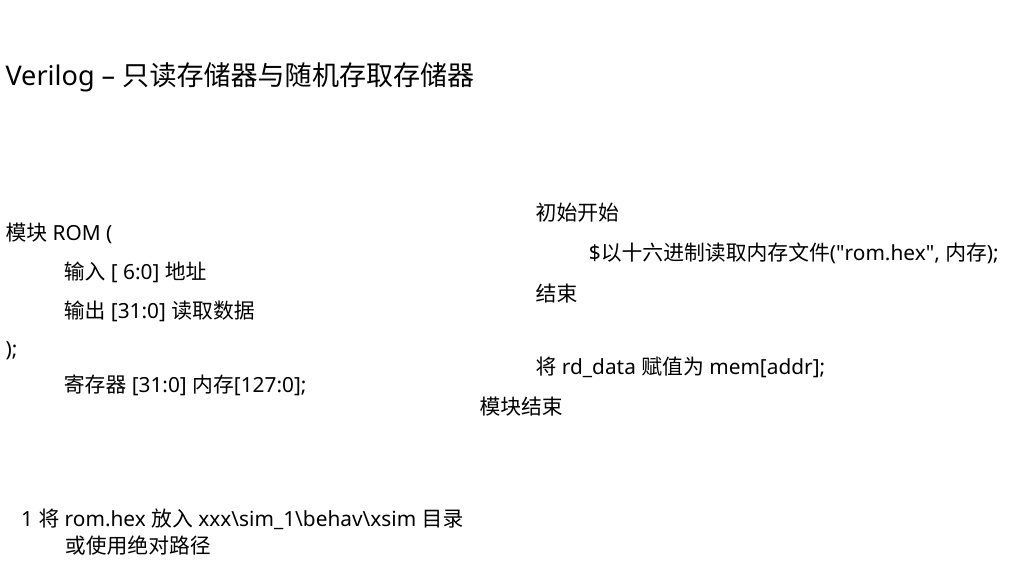 Verilog – 只读存储器与随机存取存储器
模块 ROM (
输入 [ 6:0] 地址
输出 [31:0] 读取数据
);
寄存器 [31:0] 内存[127:0];
初始开始
$以十六进制读取内存文件("rom.hex", 内存);
结束
将 rd_data 赋值为 mem[addr];
模块结束
1 将 rom.hex 放入 xxx\sim_1\behav\xsim 目录
或使用绝对路径